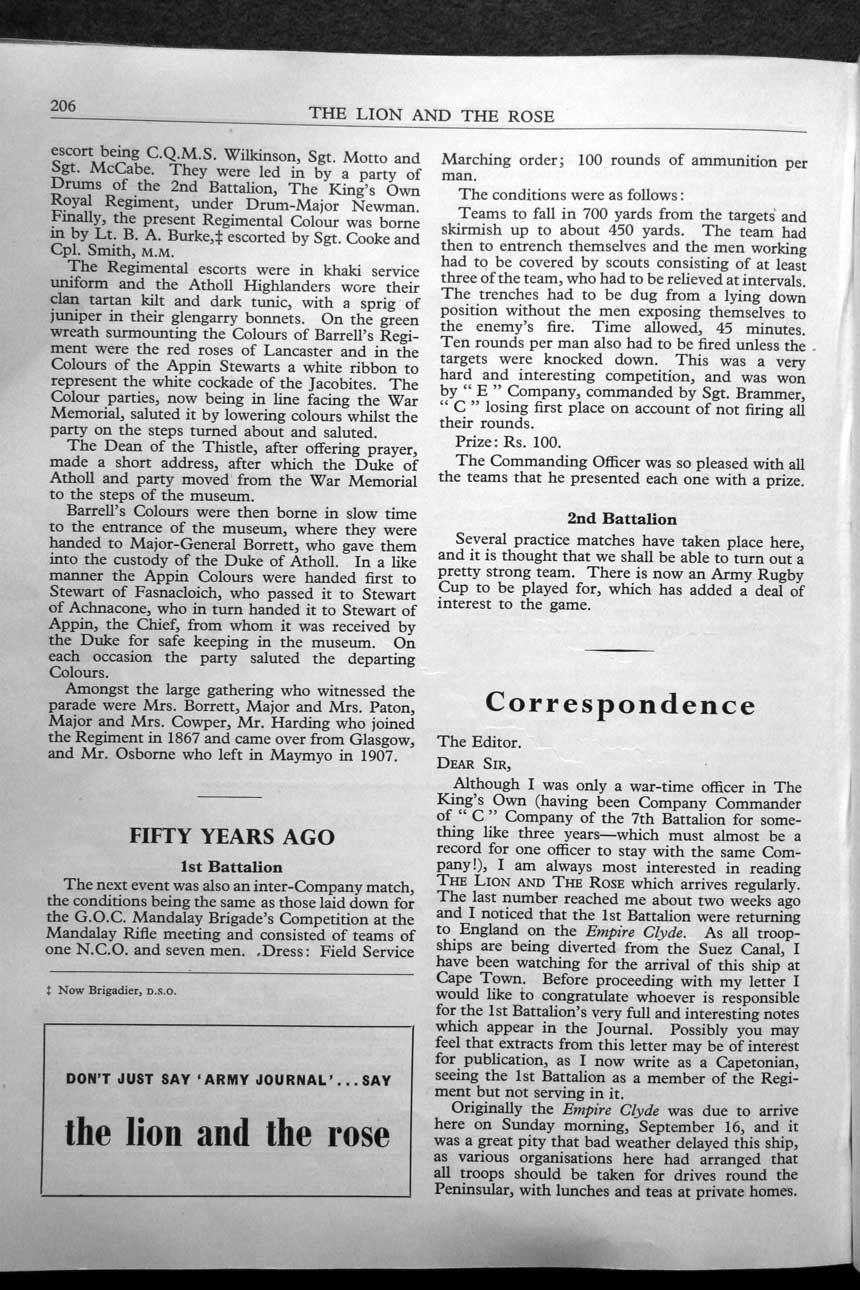 206
THE LION AND THE ROSE
escort being C.Q.M.S. Wilkinson, Sgt. Motto and
Sgt. McCabe. They were led in by a party of
Drums of the 2nd Battalion, The King's Own
Royal Regiment, under Drum-Major Newman.
Finally, the present Regimental Colour was borne
in by Lt. B. A. Burke,‡ escorted by Sgt. Cooke and
Cpl. Smith, M.M.
The Regimental escorts were in khaki service
uniform and the Atholl Highlanders wore their
clan tartan kilt and dark tunic, with a sprig of
juniper in their glengarry bonnets. On the green
wreath surmounting the Colours of Barrell's Regi-
ment were the red roses of Lancaster and in the
Colours of the Appin Stewarts a white ribbon to
represent the white cockade of the Jacobites. The
Colour parties, now being in line facing the War
Memorial, saluted it by lowering colours whilst the
party on the steps turned about and saluted.
The Dean of the Thistle, after offering prayer,
made a short address, after which the Duke of
Atholl and party moved from the War Memorial
to the steps of the museum.
Barrell's Colours were then borne in slow time
to the entrance of the museum, where they were
handed to Major-General Borrett, who gave them
into the custody of the Duke of Atholl. In a like
manner the Appin Colours were handed first to
Stewart of Fasnacloich, who passed it to Stewart
of Achnacone, who in turn handed it to Stewart of
Appin, the Chief, from whom it was received by
the Duke for safe keeping in the museum. On
each occasion the party saluted the departing
Colours.
Amongst the large gathering who witnessed the
parade were Mrs. Borrett, Major and Mrs. Paton,
Major and Mrs. Cowper, Mr. Harding who joined
the Regiment in 1867 and came over from Glasgow,
and Mr. Osborne who left in Maymyo in 1907.
FIFTY YEARS AGO
1st Battalion
The next event was also an inter-Company match,
the conditions being the same as those laid down for
the G.O.C. Mandalay Brigade's Competition at the
Mandalay Rifle meeting and consisted of teams of
one N.C.O. and seven men. Dress: Field Service
‡ Now Brigadier, D.S.O.
DON'T JUST SAY 'ARMY JOURNAL'...SAY
the lion and the rose
Marching order; 100 rounds of ammunition per
man.
The conditions were as follows:
Teams to fall in 700 yards from the targets and
skirmish up to about 450 yards. The team had
then to entrench themselves and the men working
had to be covered by scouts consisting of at least
three of the team, who had to be relieved at intervals.
The trenches had to be dug from a lying down
position without the men exposing themselves to
the enemy's fire. Time allowed, 45 minutes.
Ten rounds per man also had to be fired unless the
targets were knocked down. This was a very
hard and interesting competition, and was won
by " E " Company, commanded by Sgt. Brammer,
" C " losing first place on account of not firing all
their rounds.
Prize: Rs. 100.
The Commanding Officer was so pleased with all
the teams that he presented each one with a prize.
2nd Battalion
Several practice matches have taken place here,
and it is thought that we shall be able to turn out a
pretty strong team. There is now an Army Rugby
Cup to be played for, which has added a deal of
interest to the game.
Correspondence
The Editor.
DEAR SIR,
Although I was only a war-time officer in The
King's Own (having been Company Commander
of " C " Company of the 7th Battalion for some-
thing like three years—which must almost be a
record for one officer to stay with the same Com-
pany!), I am always most interested in reading
THE LION AND THE ROSE which arrives regularly.
The last number reached me about two weeks ago
and I noticed that the 1st Battalion were returning
to England on the Empire Clyde. As all troop-
ships are being diverted from the Suez Canal, I
have been watching for the arrival of this ship at
Cape Town. Before proceeding with my letter I
would like to congratulate whoever is responsible
for the 1st Battalion's very full and interesting notes
which appear in the Journal. Possibly you may
feel that extracts from this letter may be of interest
for publication, as I now write as a Capetonian,
seeing the 1st Battalion as a member of the Regi-
ment but not serving in it.
Originally the Empire Clyde was due to arrive
here on Sunday morning, September 16, and it
was a great pity that bad weather delayed this ship,
as various organisations here had arranged that
all troops should be taken for drives round the
Peninsular, with lunches and teas at private homes.